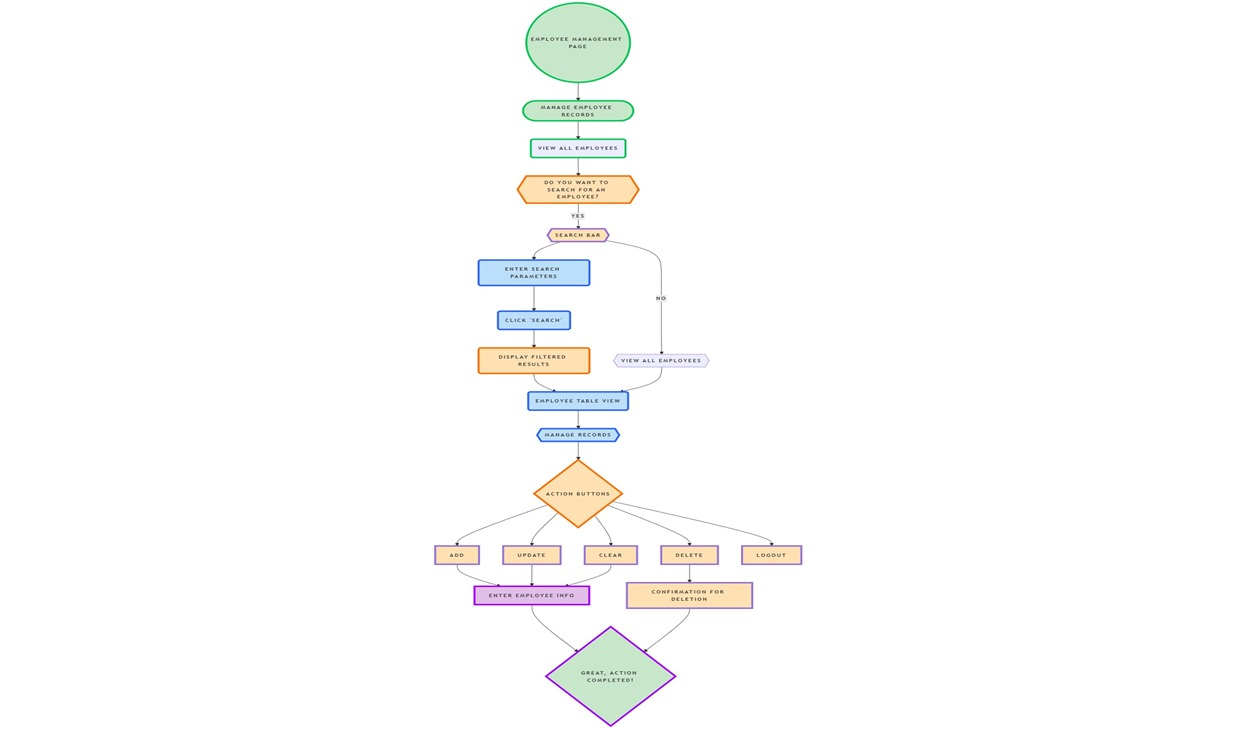 EMPLOYEE MANAGEMENT
PAGE
MANAGE EMPLOYEE
RECORDS
VIEW ALL EMPLOYEES
DO YOU WANT TO
SEARCH FOR AN
EMPLOYEE?
YES
SEARCH BAR
ENTER SEARCH
PARAMETERS
NO
CLICK 'SEARCH'
DISPLAY FILTERED
RESULTS
VIEW ALL EMPLOYEES
EMPLOYEE TABLE VIEW
MANAGE RECORDS
ACTION BUTTONS
ADD
UPDATE
CLEAR
DELETE
LOGOUT
ENTER EMPLOYEE INFO
CONFIRMATION FOR
DELETION
GREAT, ACTION
COMPLETED!